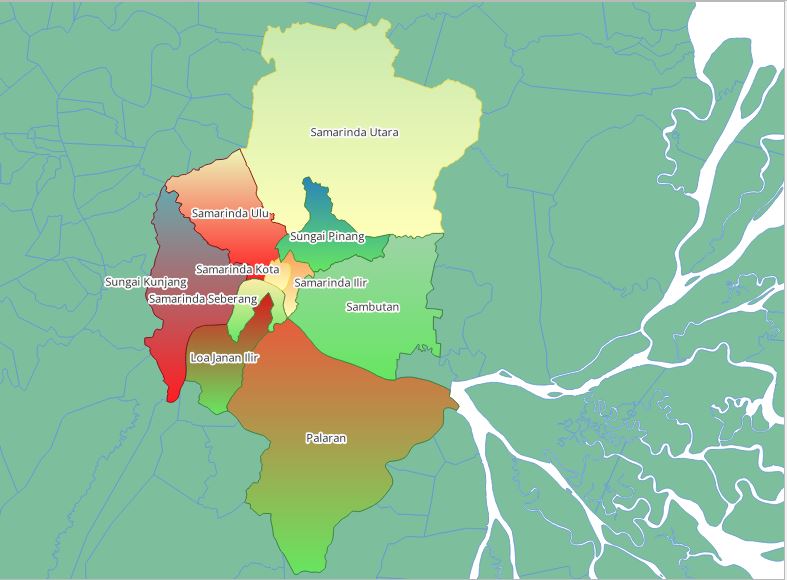 Samarinda Utara
Samarinda Ulu
Sungai Pinang
Samarinda Kota
Sungai Kunjang
Samarinda Ilir
Samarinda Seberang
Sambutan
Loa Janan Ilir
Palaran